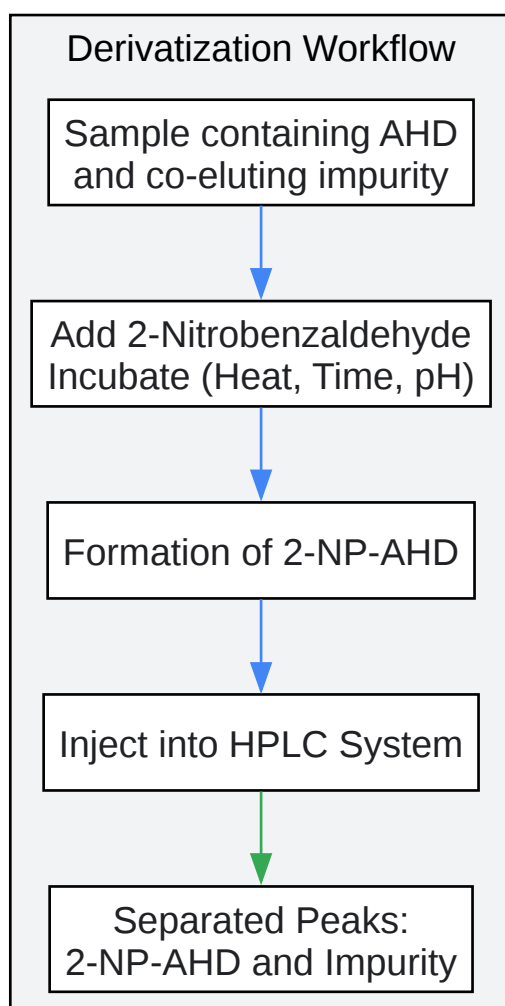 Derivatization Workflow
Sample containing AHD
and co-eluting impurity
Add 2-Nitrobenzaldehyde
Incubate (Heat, Time, pH)
Formation of 2-NP-AHD
Inject into HPLC System
Separated Peaks:
2-NP-AHD and Impurity